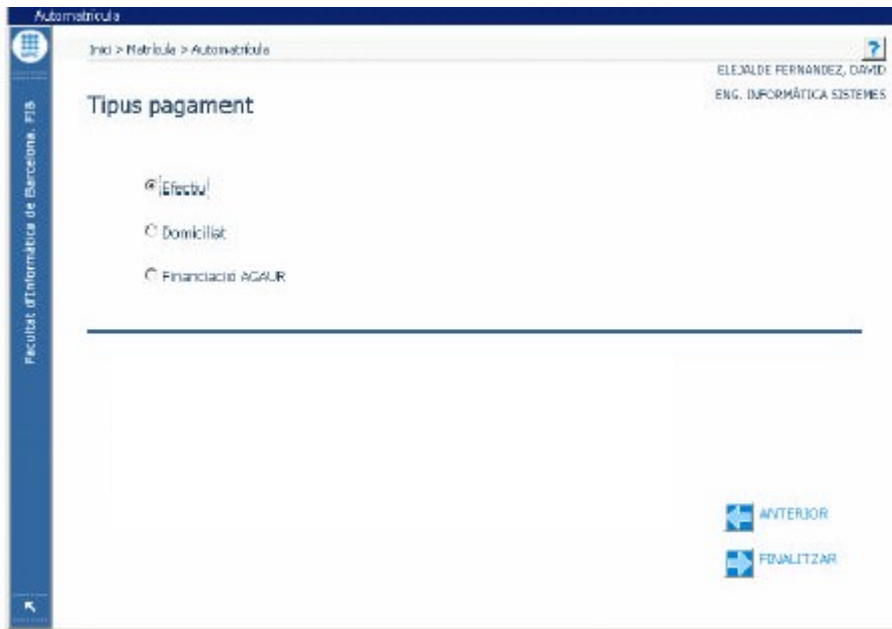 Automatrícula
Inici > Matrícula > Automatrícula
?
ELEJALDE FERNANDEZ, DAVID
ENG. INFORMÀTICA SISTEMES
Tipus pagament
Efectiu
Domiciliat
Financiació AGAUR
Facultat d'Informàtica de Barcelona. FIB
ANTERIOR
FINALITZAR